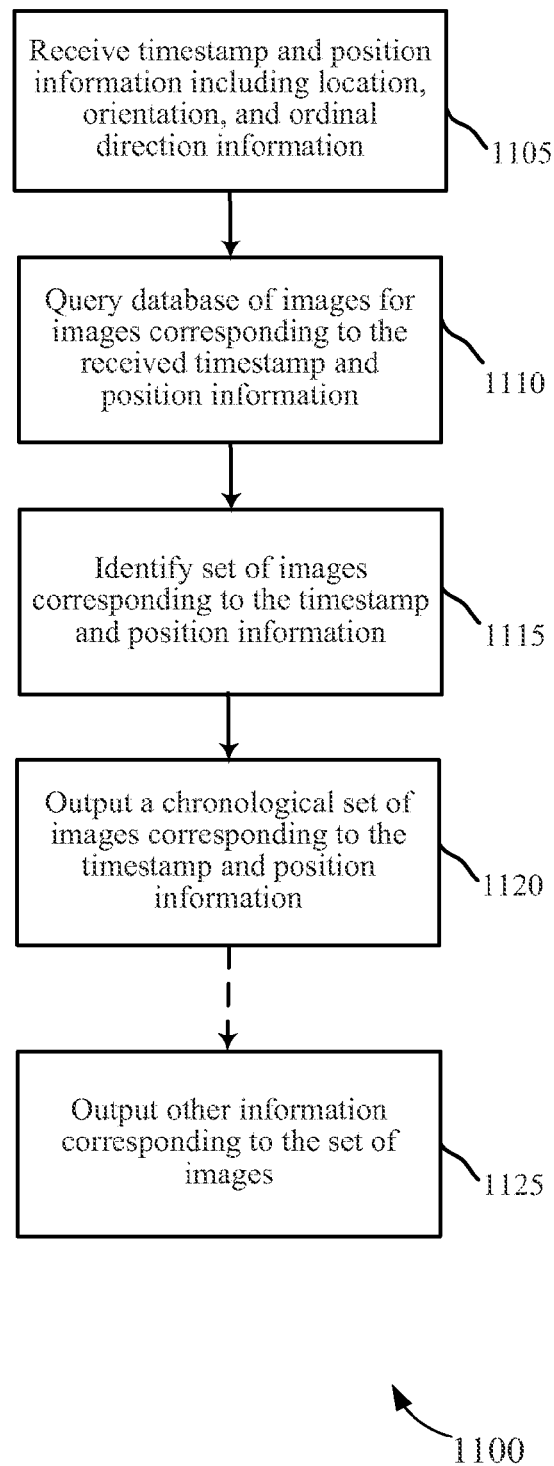 Receive timestamp and position
information including location,
orientation, and ordinal
direction information
1105
Query database of images for
images corresponding to the
received timestamp and
position information
1110
Identify set of images
corresponding to the timestamp
and position information
1115
Output a chronological set of
images corresponding to the
timestamp and position
information
1120
Output other information
corresponding to the set of
images
1125
1100